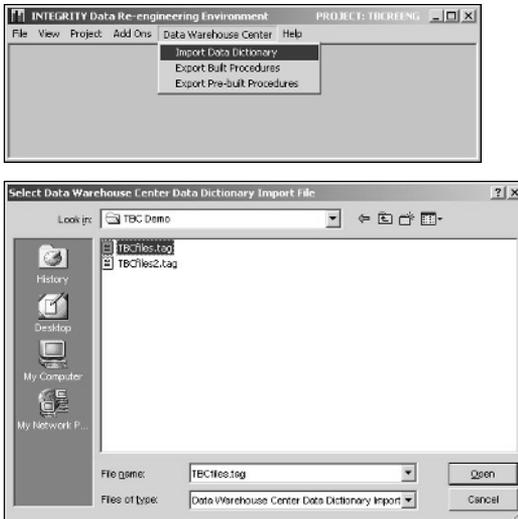 INTEGRITY Data Re-engineering Environment PROJECT: TBCREENG
File View Project Add Ons Data Warehouse Center Help
Import Data Dictionary
Export Built Procedures
Export Pre-built Procedures
Select Data Warehouse Center Data Dictionary Import File
Look in: TBC Demo
TBCfiles.tag
TBCfiles2.tag
History
Desktop
My Computer
My Network P...
File name: TBCfiles.tag Open
Files of type: Data Warehouse Center Data Dictionary Import Cancel